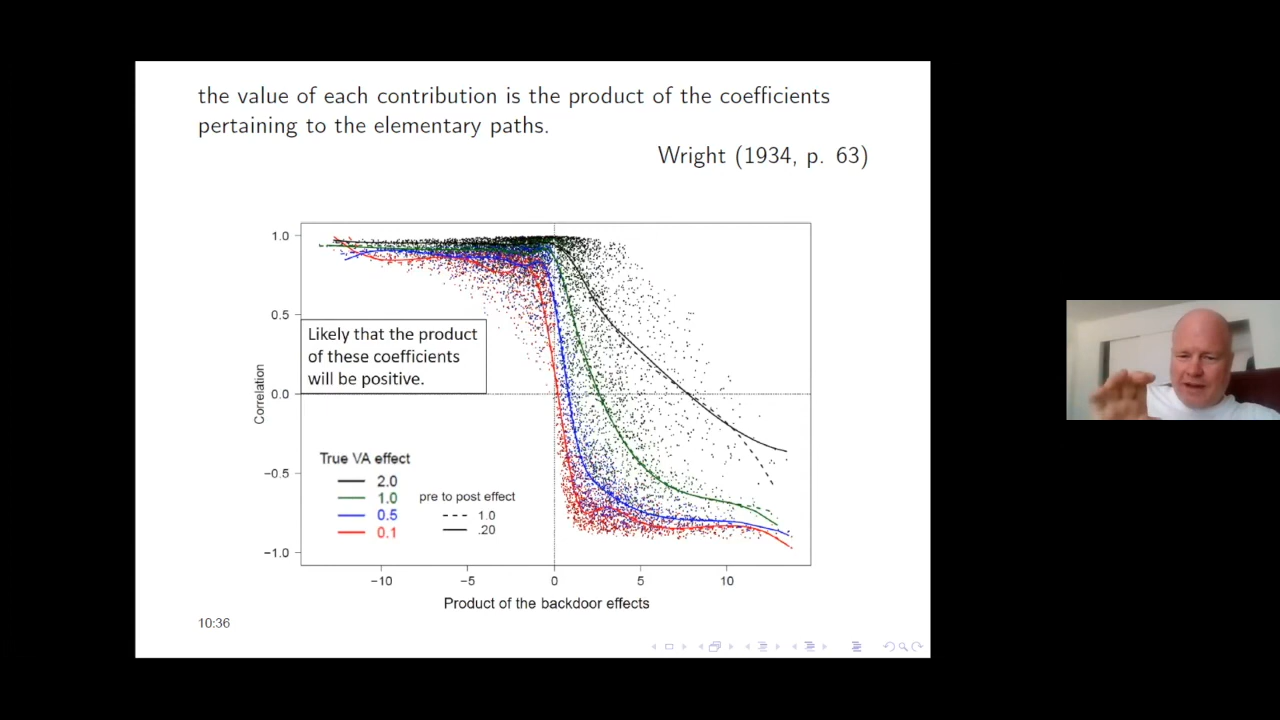 the value of each contribution is the product of the coefficients
pertaining to the elementary paths.
Wright (1934, p. 63)
1.0
0.5
0.0
−0.5
−1.0
Correlation
Likely that the product
of these coefficients
will be positive.
True VA effect
2.0
1.0
0.5
0.1
pre to post effect
1.0
.20
−10
−5
0
5
10
Product of the backdoor effects
10:36